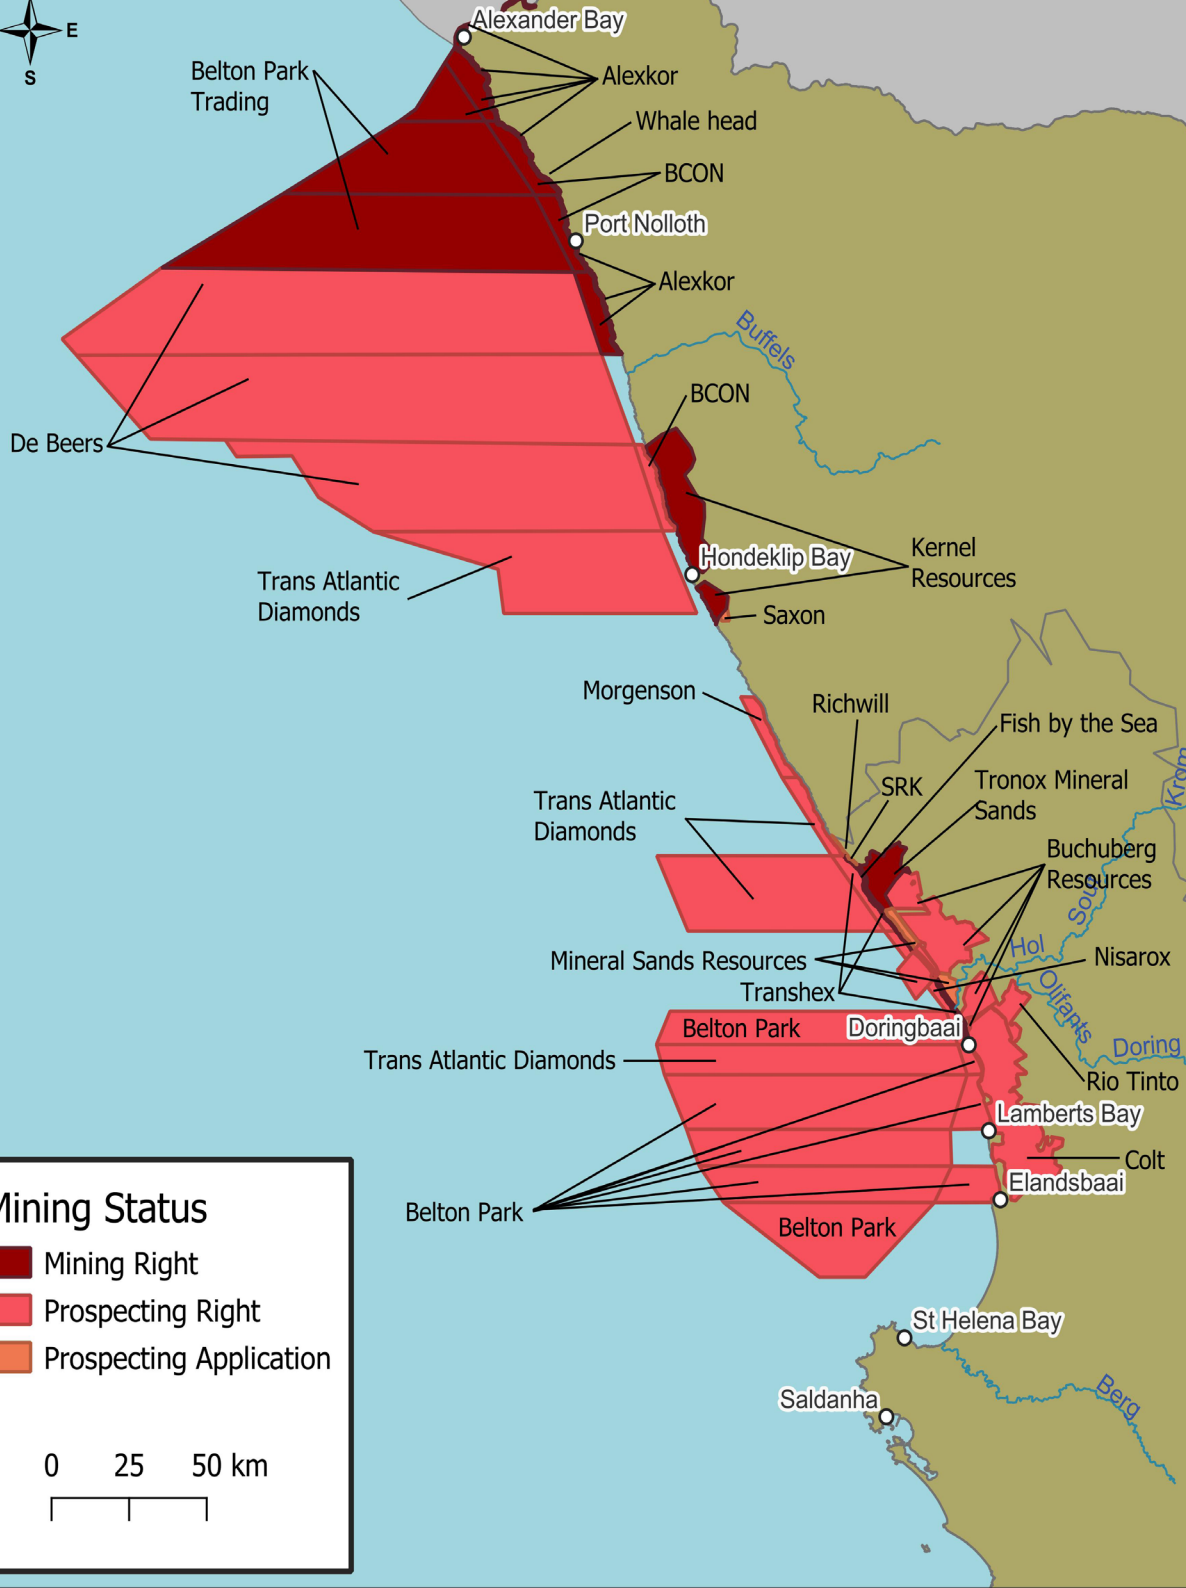 E
S
Alexander Bay
Belton Park
Trading
Alexkor
Whale head
BCON
Port Nolloth
Alexkor
Buffels
BCON
De Beers
Kernel
Resources
Hondeklip Bay
Trans Atlantic
Diamonds
Saxon
Morgenson
Richwill
Fish by the Sea
SRK
Tronox Mineral
Sands
Krom
Trans Atlantic
Diamonds
Buchuberg
Resources
Sout
Hol
Mineral Sands Resources
Nisarox
Transhex
Olifants
Belton Park
Doringbaai
Doring
Trans Atlantic Diamonds
Rio Tinto
Lamberts Bay
Colt
Elandsbaai
Belton Park
Belton Park
Mining Status
Mining Right
Prospecting Right
Prospecting Application
0 25 50 km
St Helena Bay
Saldanha
Berg